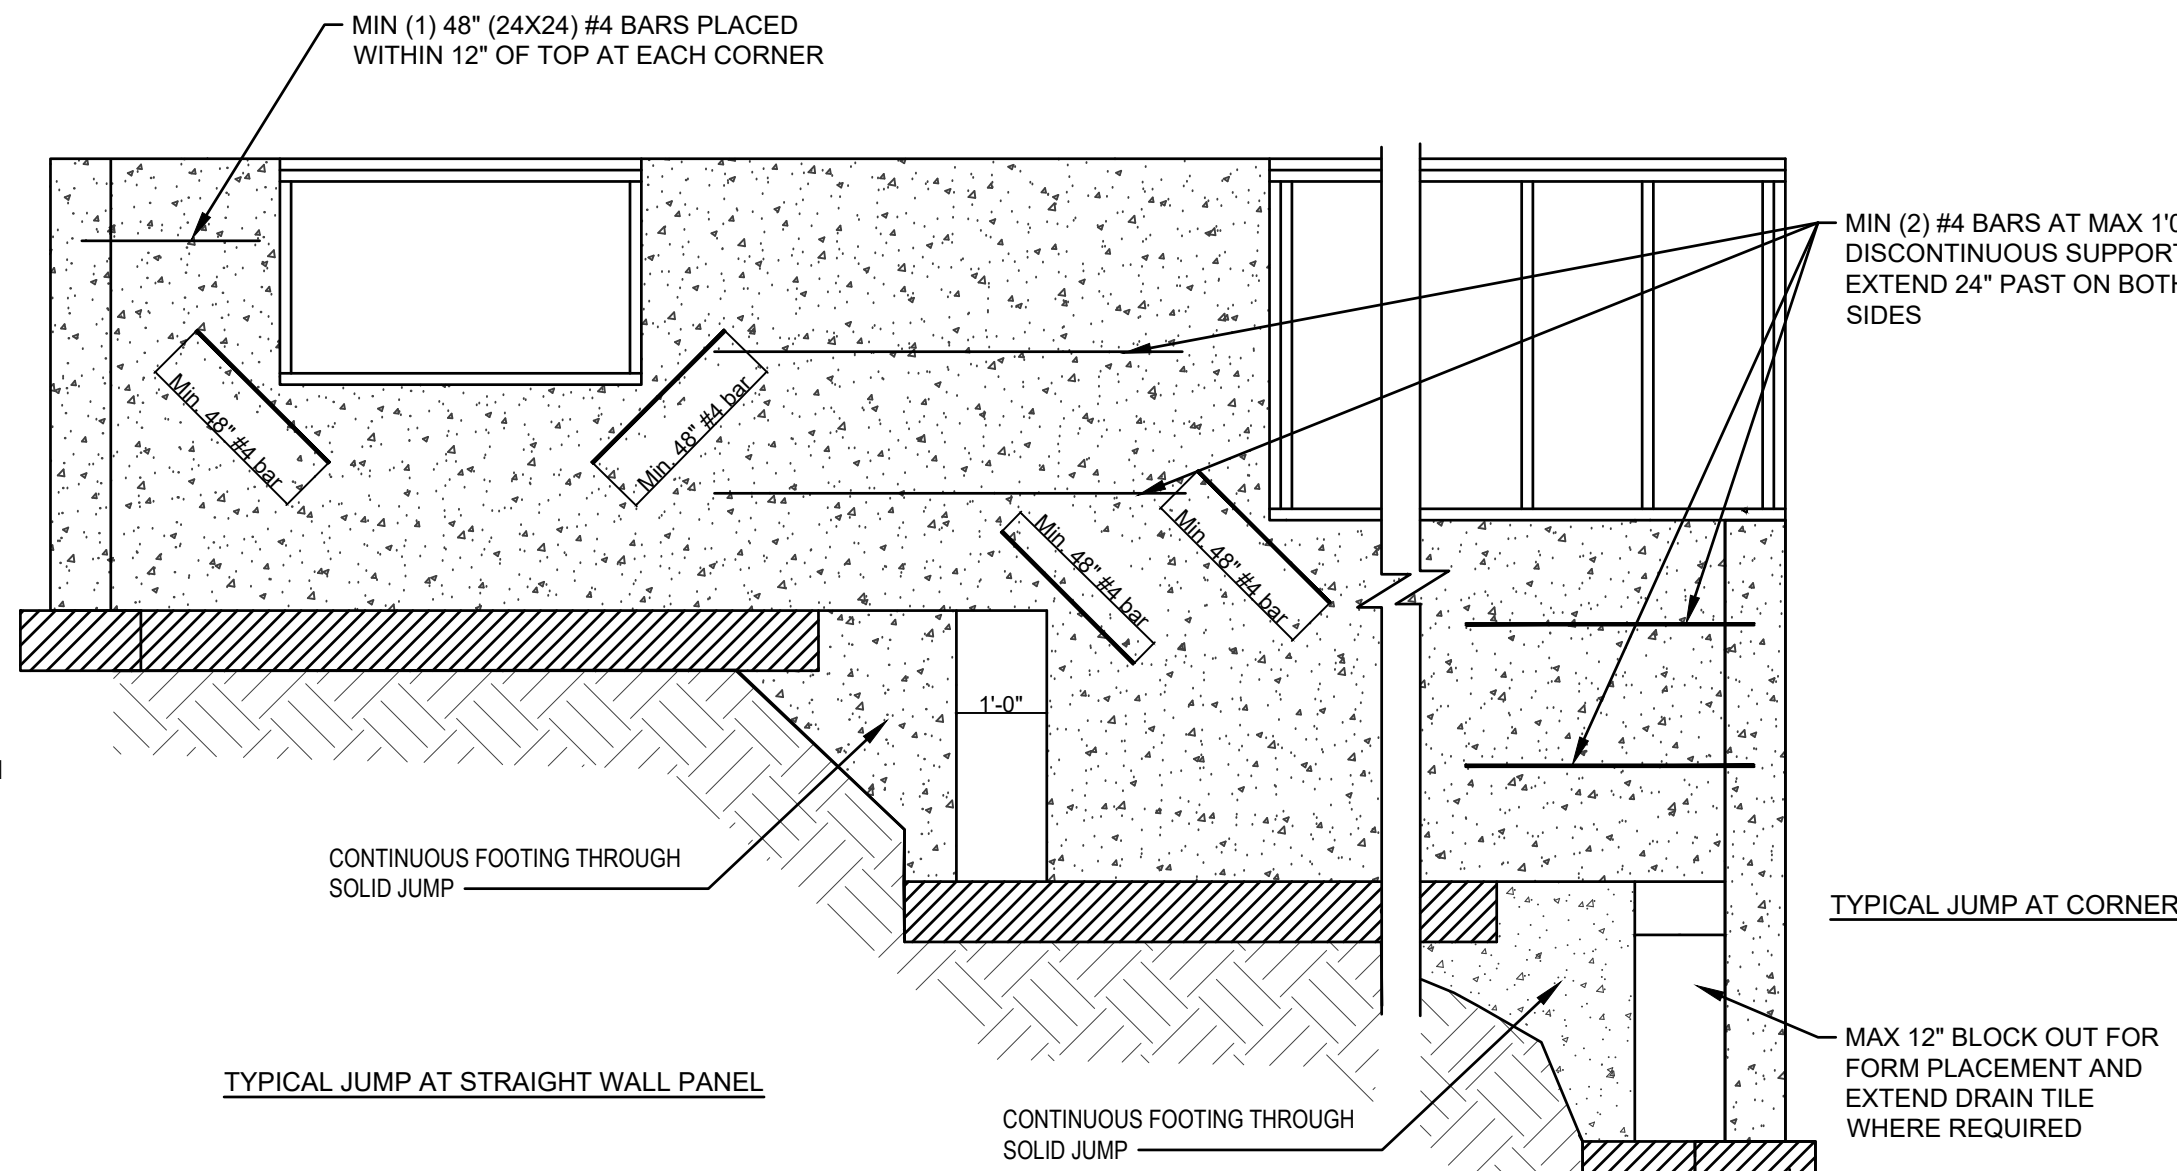 MIN (1) 48" (24X24) #4 BARS PLACED
WITHIN 12" OF TOP AT EACH CORNER
MIN (2) #4 BARS AT MAX 1'0
DISCONTINUOUS SUPPORT
EXTEND 24" PAST ON BOTH
SIDES
Min. 48" #4 bar
Min. 48" #4 bar
Min. 48" #4 bar
Min. 48" #4 bar
1'-0"
CONTINUOUS FOOTING THROUGH
SOLID JUMP
TYPICAL JUMP AT CORNER
TYPICAL JUMP AT STRAIGHT WALL PANEL
MAX 12" BLOCK OUT FOR
FORM PLACEMENT AND
EXTEND DRAIN TILE
WHERE REQUIRED
CONTINUOUS FOOTING THROUGH
SOLID JUMP